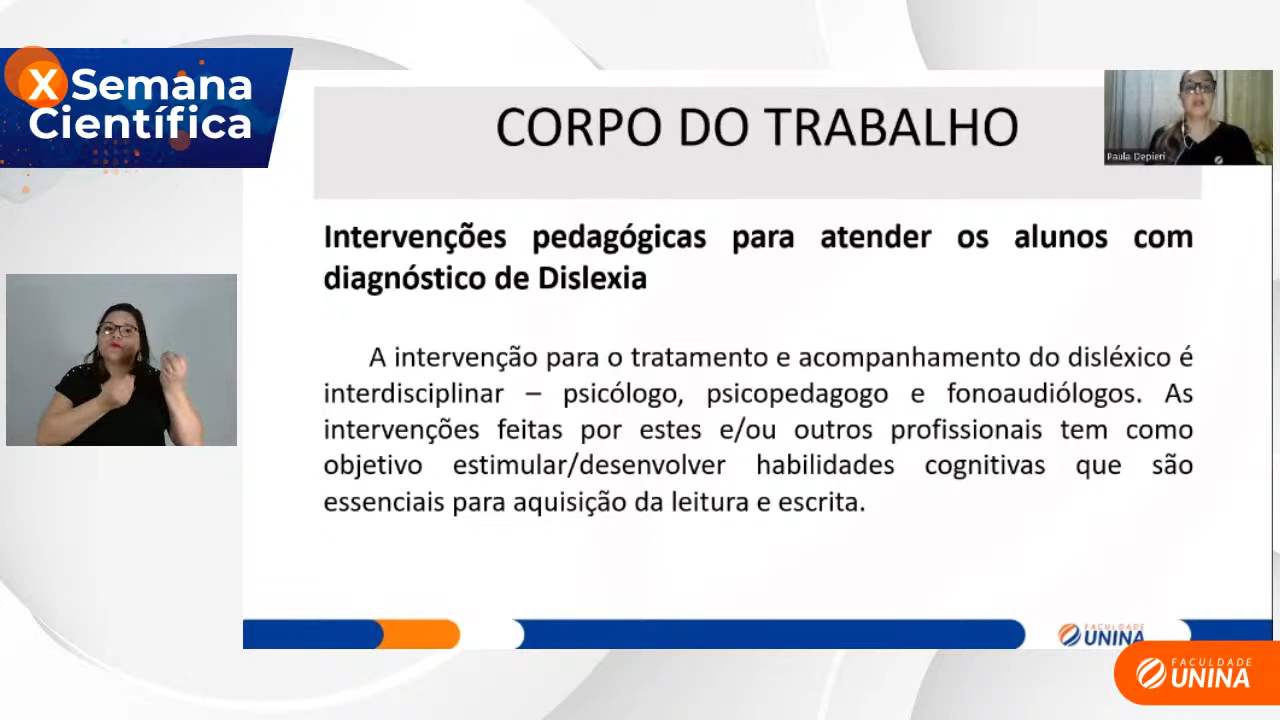 X Semana
Científica
CORPO DO TRABALHO
Paula Depieri
Intervenções pedagógicas para atender os alunos com
diagnóstico de Dislexia
A intervenção para o tratamento e acompanhamento do disléxico é
interdisciplinar – psicólogo, psicopedagogo e fonoaudiólogos. As
intervenções feitas por estes e/ou outros profissionais tem como
objetivo estimular/desenvolver habilidades cognitivas que são
essenciais para aquisição da leitura e escrita.
FACULDADE
UNINA
FACULDADE
UNINA